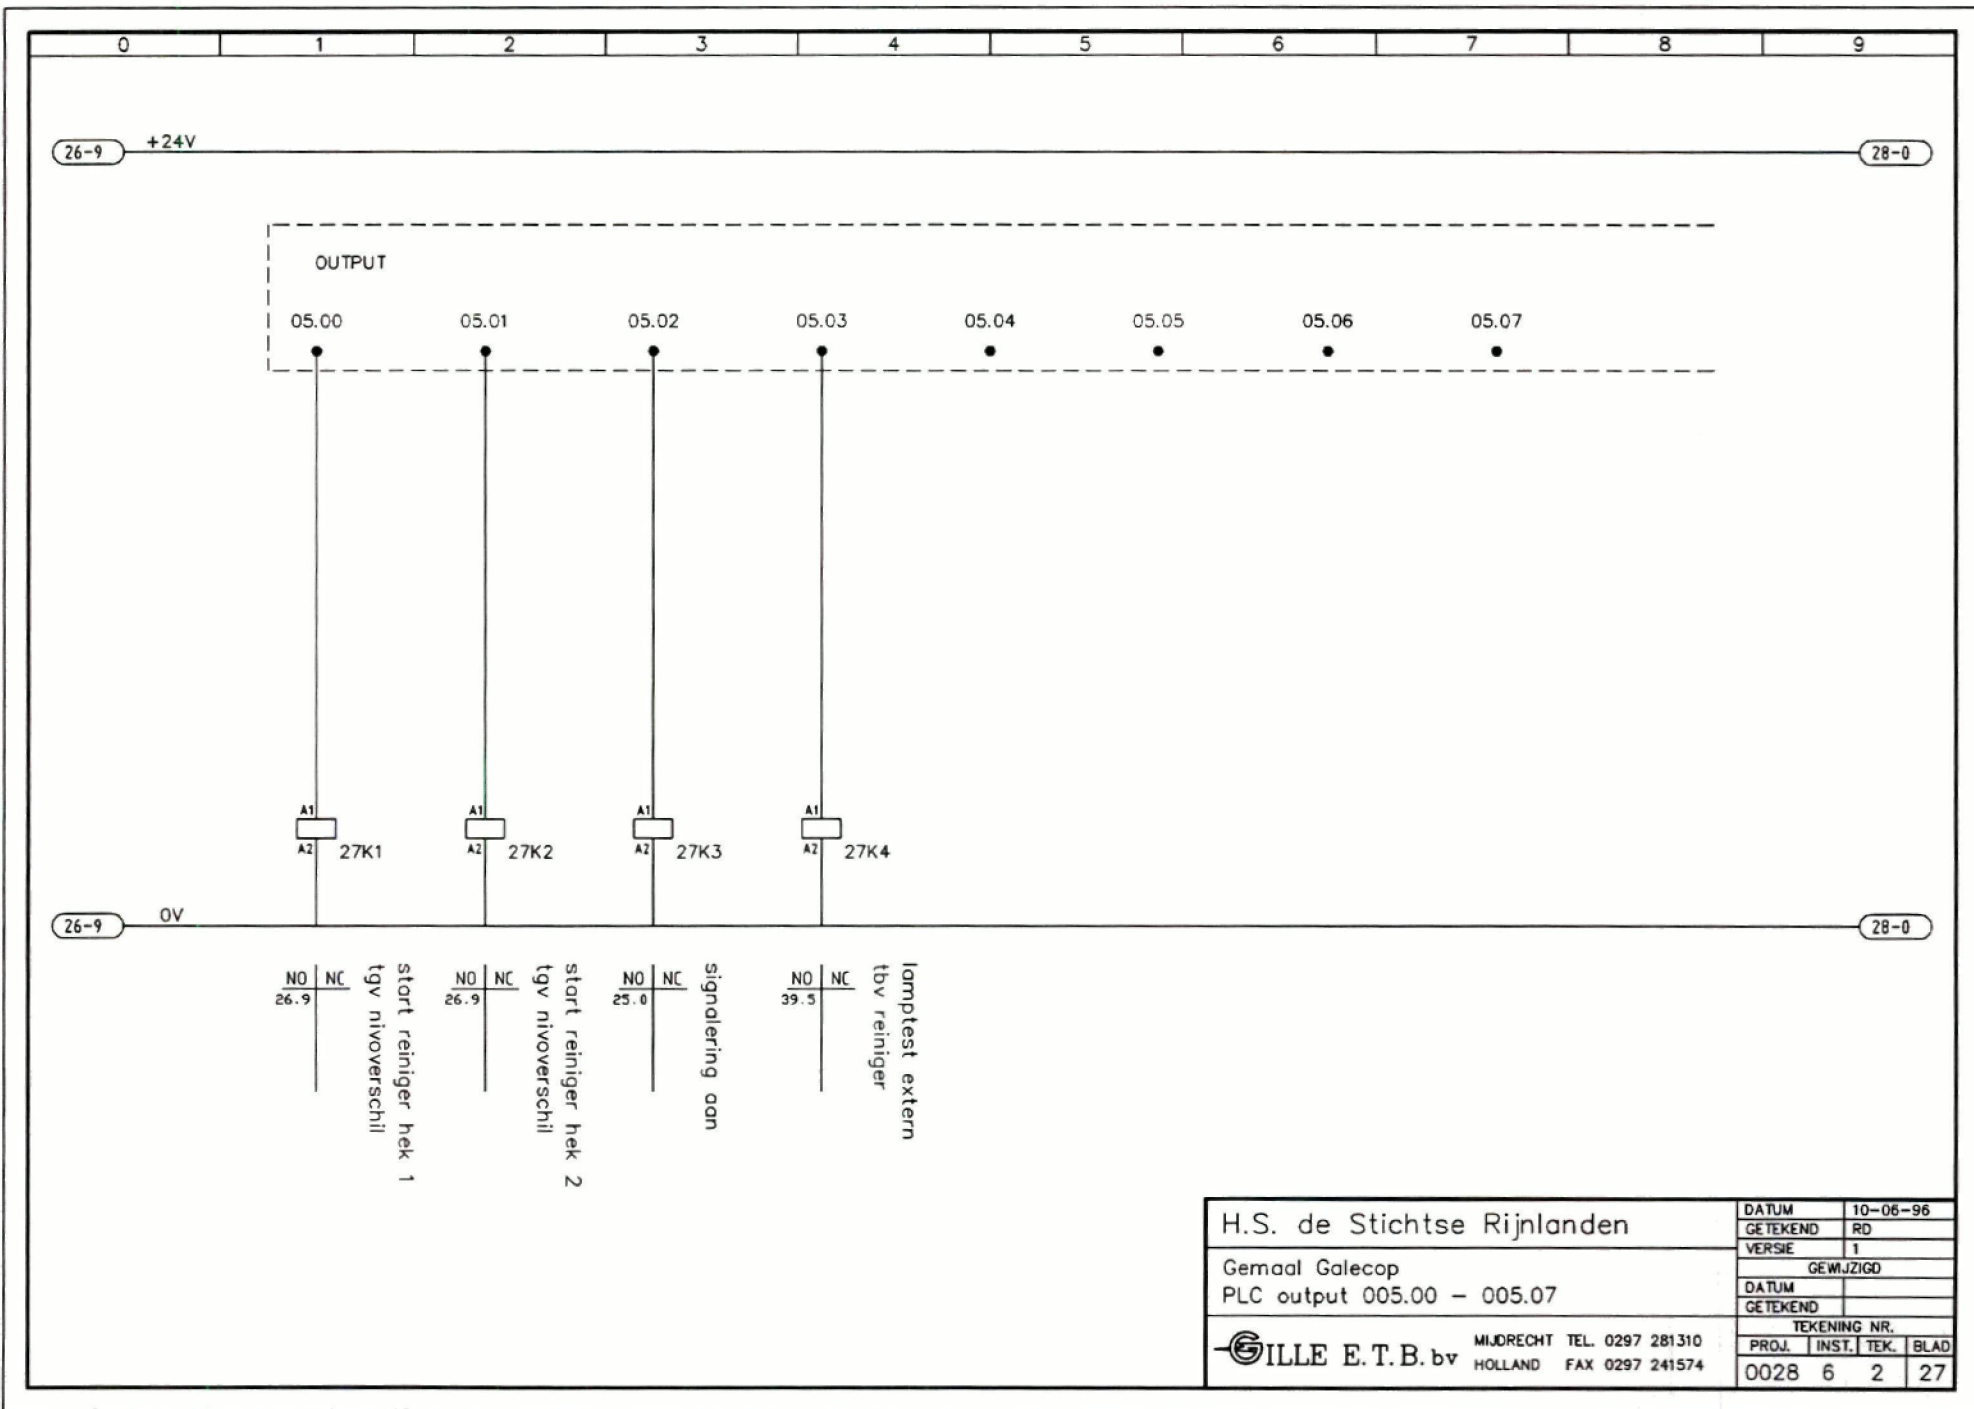 0 1 2 3 4 5 6 7 8 9
26-9 +24V 28-0
OUTPUT
05.00 05.01 05.02 05.03 05.04 05.05 05.06 05.07
A1 A1 A1 A1
A2 27K1 A2 27K2 A2 27K3 A2 27K4
26-9 0V 28-0
NO NC NO NC NO NC NO NC
26.9 26.9 25.0 39.5
start reiniger hek 1
tgv nivoverschil
start reiniger hek 2
tgv nivoverschil
signalering aan
lamptest extern
tbv reiniger
H.S. de Stichtse Rijnlanden
Gemaal Galecop
PLC output 005.00 - 005.07
GILLE E.T.B. bv
MIJDRECHT TEL. 0297 281310
HOLLAND FAX 0297 241574
DATUM 10-06-96
GETEKEND RD
VERSIE 1
GEWIJZIGD
DATUM
GETEKEND
TEKENING NR.
PROJ. INST. TEK. BLAD
0028 6 2 27